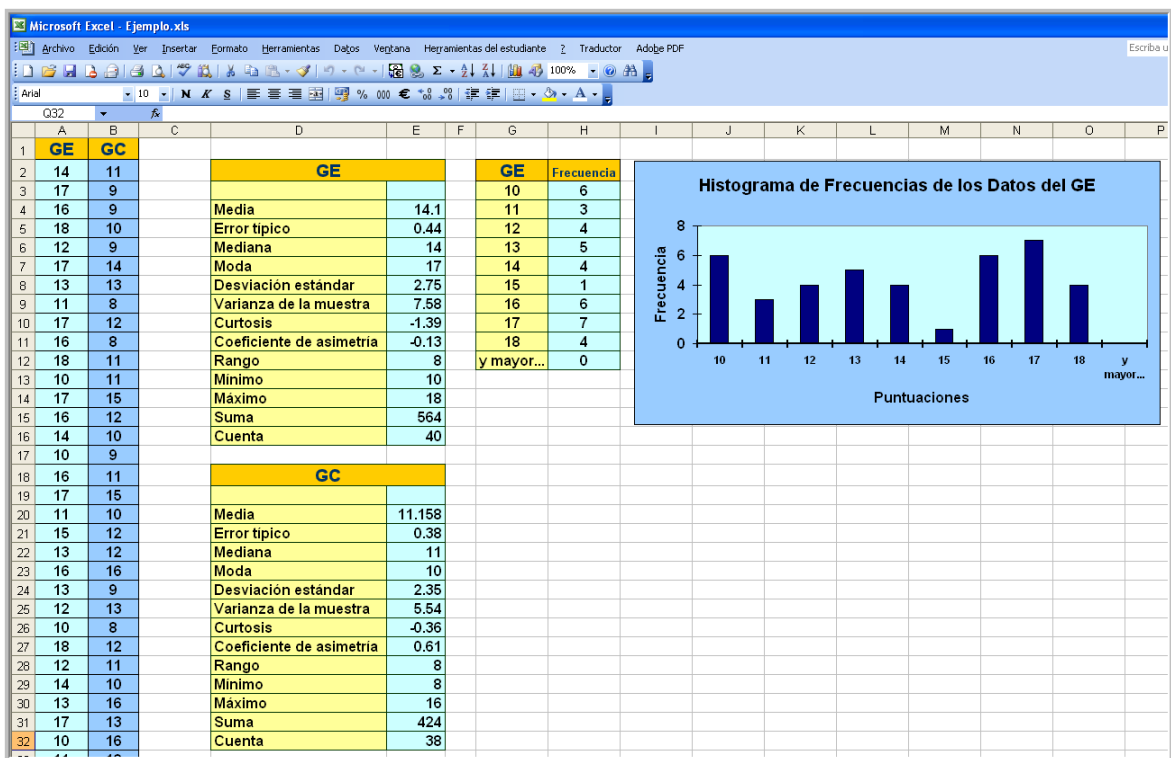 Microsoft Excel - Ejemplo.xls
Archivo Edición Ver Insertar Formato Herramientas Datos Ventana Herramientas del estudiante ? Traductor Adobe PDF Escriba u
100%
Arial 10 N K S % 000 €
Q32 fx
A B C D E F G H I J K L M N O P
1 GE GC
2 14 11 GE GE Frecuencia
3 17 9 10 6
4 16 9 Media 14.1 11 3
5 18 10 Error típico 0.44 12 4
6 12 9 Mediana 14 13 5
7 17 14 Moda 17 14 4
8 13 13 Desviación estándar 2.75 15 1
9 11 8 Varianza de la muestra 7.58 16 6
10 17 12 Curtosis -1.39 17 7
11 16 8 Coeficiente de asimetría -0.13 18 4
12 18 11 Rango 8 y mayor... 0
13 10 11 Mínimo 10
14 17 15 Máximo 18
15 16 12 Suma 564
16 14 10 Cuenta 40
17 10 9
18 16 11 GC
19 17 15
20 11 10 Media 11.158
21 15 12 Error típico 0.38
22 13 12 Mediana 11
23 16 16 Moda 10
24 13 9 Desviación estándar 2.35
25 12 13 Varianza de la muestra 5.54
26 10 8 Curtosis -0.36
27 18 12 Coeficiente de asimetría 0.61
28 12 11 Rango 8
29 14 10 Mínimo 8
30 13 16 Máximo 16
31 17 13 Suma 424
32 10 16 Cuenta 38
Histograma de Frecuencias de los Datos del GE
Frecuencia
8
6
4
2
0
10 11 12 13 14 15 16 17 18 y mayor...
Puntuaciones